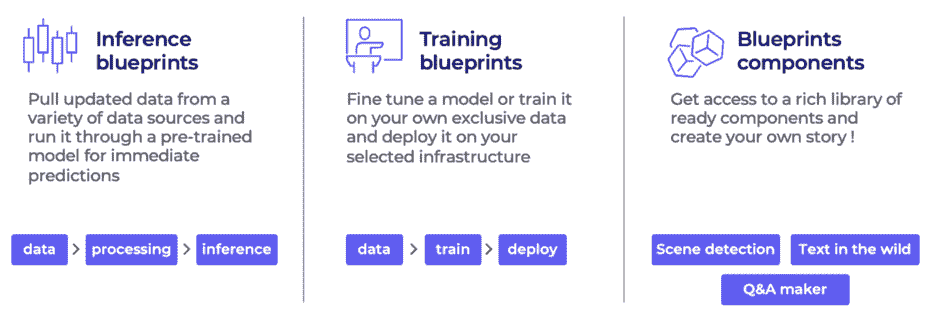 Inference
blueprints
Pull updated data from a
variety of data sources and
run it through a pre-trained
model for immediate
predictions
data > processing > inference
Training
blueprints
Fine tune a model or train it
on your own exclusive data
and deploy it on your
selected infrastructure
data > train > deploy
Blueprints
components
Get access to a rich library of
ready components and
create your own story !
Scene detection
Text in the wild
Q&A maker